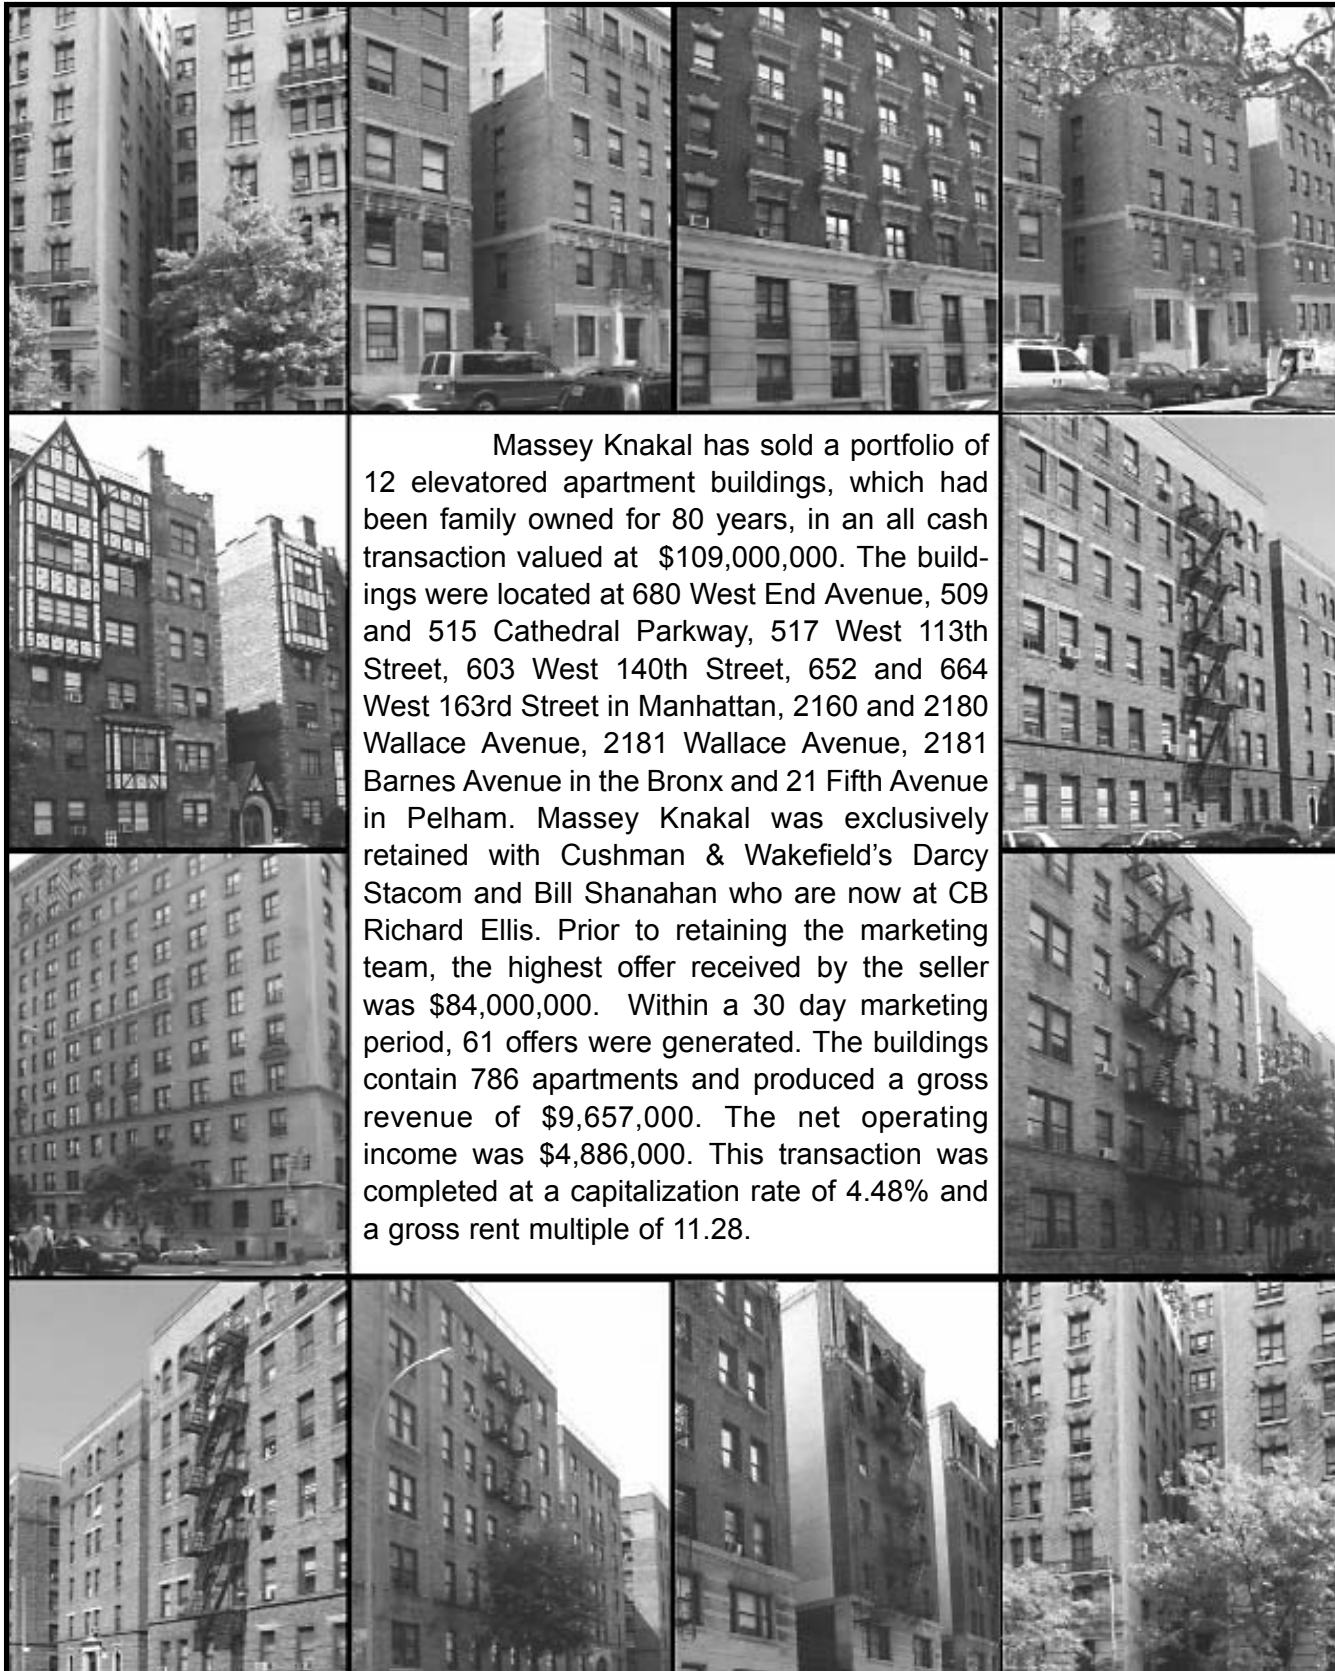 Massey Knakal has sold a portfolio of
12 elevatored apartment buildings, which had
been family owned for 80 years, in an all cash
transaction valued at $109,000,000. The build-
ings were located at 680 West End Avenue, 509
and 515 Cathedral Parkway, 517 West 113th
Street, 603 West 140th Street, 652 and 664
West 163rd Street in Manhattan, 2160 and 2180
Wallace Avenue, 2181 Wallace Avenue, 2181
Barnes Avenue in the Bronx and 21 Fifth Avenue
in Pelham. Massey Knakal was exclusively
retained with Cushman & Wakefield's Darcy
Stacom and Bill Shanahan who are now at CB
Richard Ellis. Prior to retaining the marketing
team, the highest offer received by the seller
was $84,000,000. Within a 30 day marketing
period, 61 offers were generated. The buildings
contain 786 apartments and produced a gross
revenue of $9,657,000. The net operating
income was $4,886,000. This transaction was
completed at a capitalization rate of 4.48% and
a gross rent multiple of 11.28.